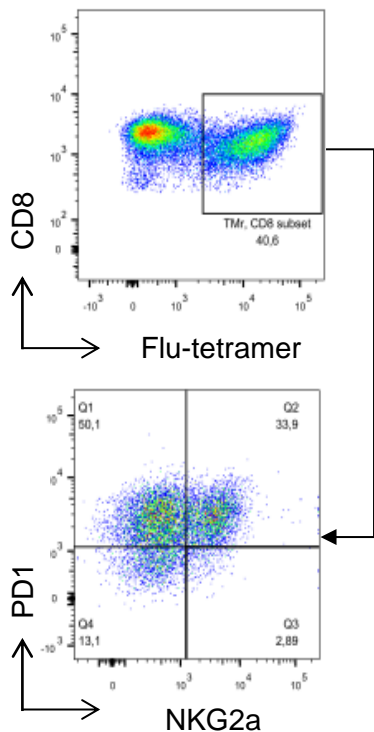 10^5
10^4
10^3
10^2
0
CD8
TMr, CD8 subset
40,6
-10^3 0 10^3 10^4 10^5
Flu-tetramer
Q1
50,1
Q2
33,9
10^5
10^4
0
PD1
Q4
13,1
Q3
2,89
-10^3
0 10^3 10^4 10^5
NKG2a